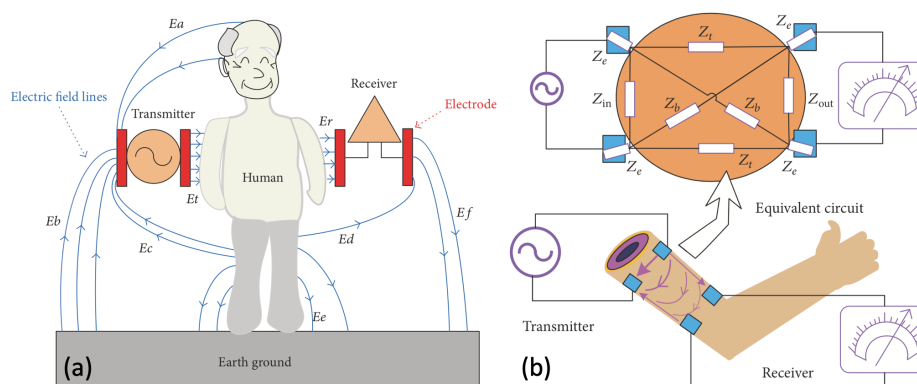 Ea
Electric field lines
Transmitter
Receiver
Electrode
Er
Et
Human
Eb
Ec
Ed
Ef
Ee
Earth ground
(a)
Ze
Zt
Ze
Ze
Zin
Zb
Zb
Zout
Ze
Zt
Ze
Equivalent circuit
Transmitter
Receiver
(b)